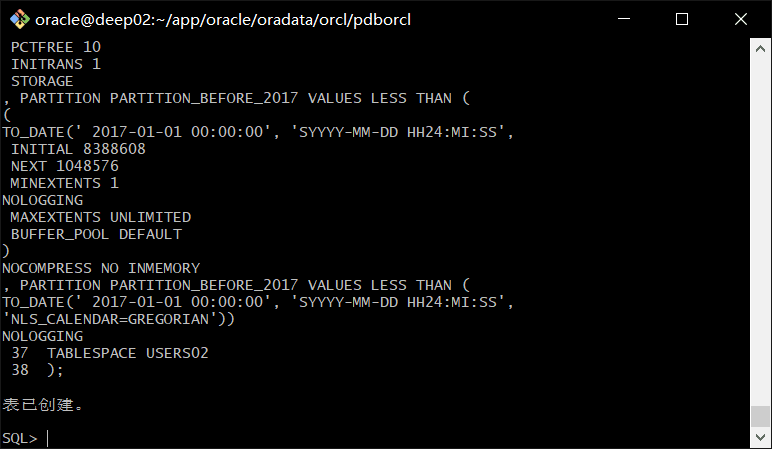 oracle@deep02:~/app/oracle/oradata/orcl/pdborcl
PCTFREE 10
INITRANS 1
STORAGE
, PARTITION PARTITION_BEFORE_2017 VALUES LESS THAN (
(
TO_DATE(' 2017-01-01 00:00:00', 'SYYYY-MM-DD HH24:MI:SS',
INITIAL 8388608
NEXT 1048576
MINEXTENTS 1
NOLOGGING
MAXEXTENTS UNLIMITED
BUFFER_POOL DEFAULT
)
NOCOMPRESS NO INMEMORY
, PARTITION PARTITION_BEFORE_2017 VALUES LESS THAN (
TO_DATE(' 2017-01-01 00:00:00', 'SYYYY-MM-DD HH24:MI:SS',
'NLS_CALENDAR=GREGORIAN'))
NOLOGGING
37  TABLESPACE USERS02
38  );
表已创建。
SQL>